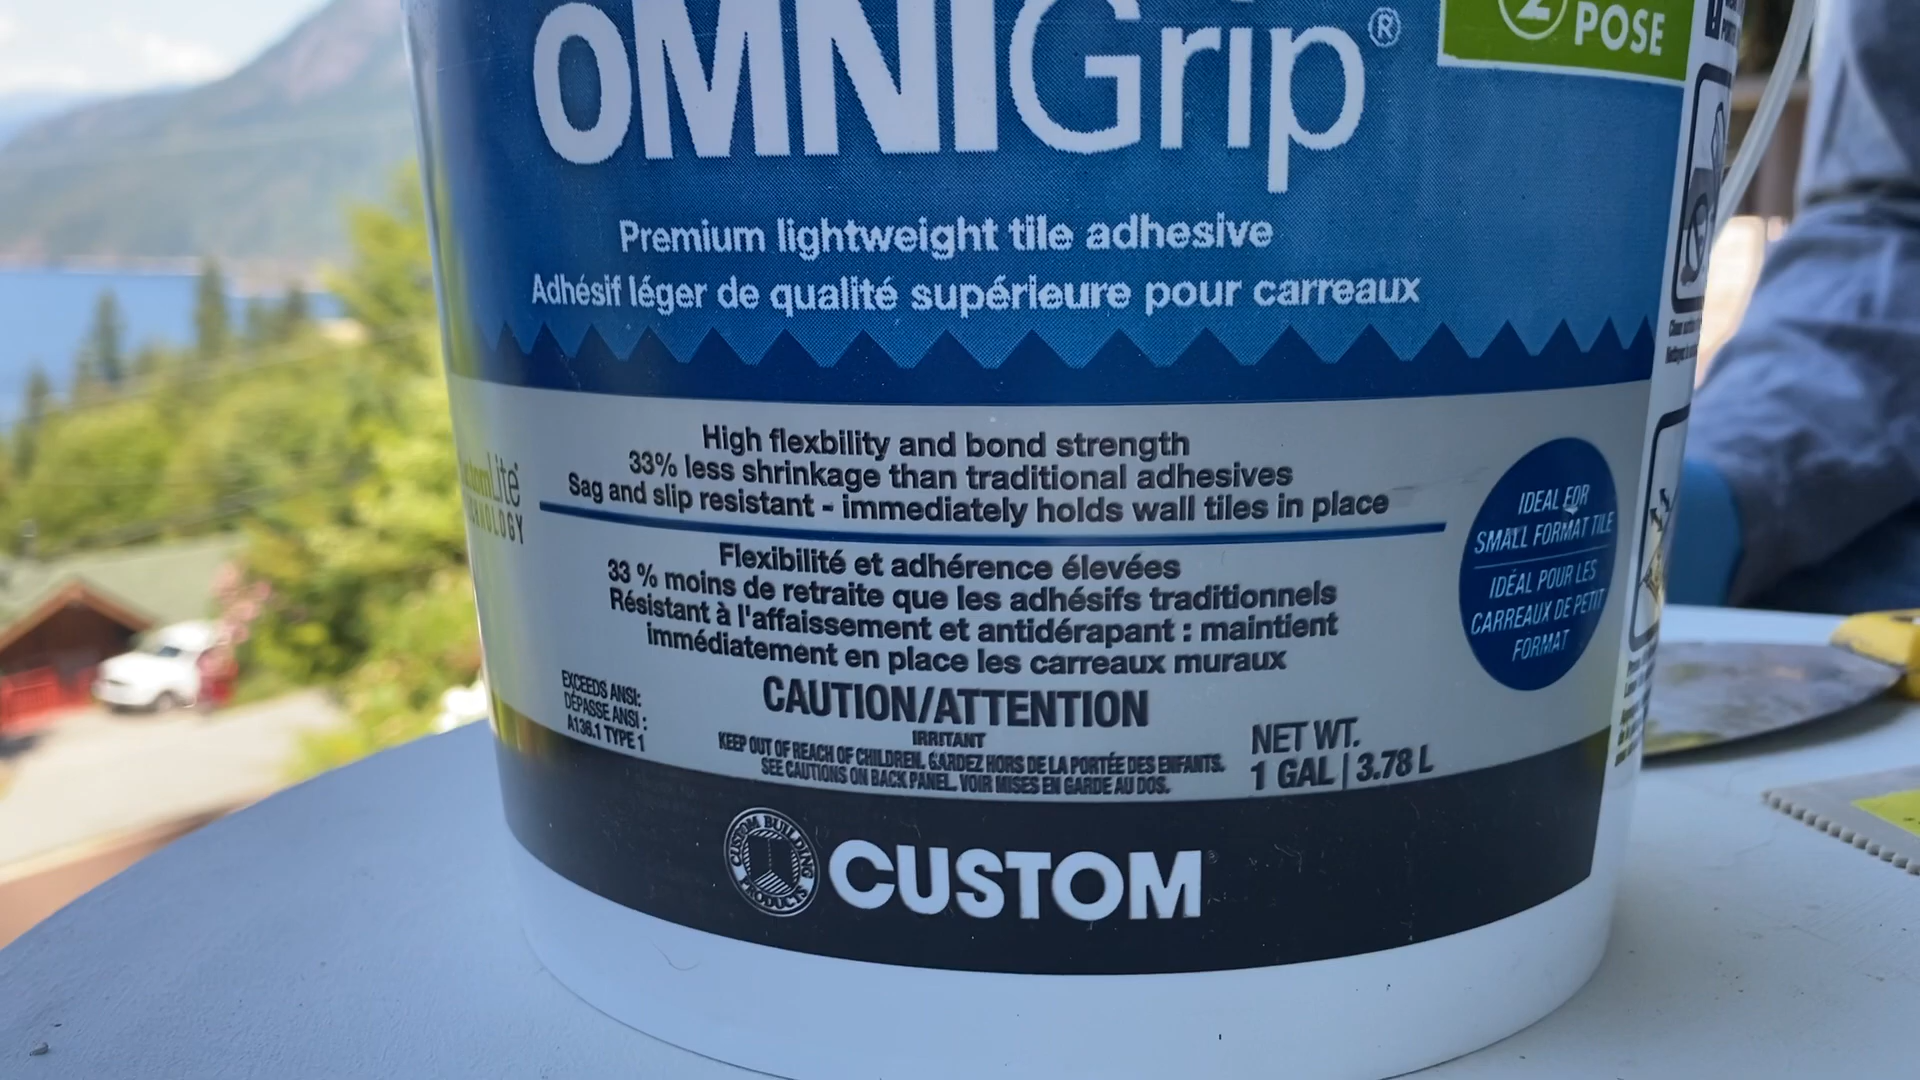 OMNIGrip®
2 POSE
Premium lightweight tile adhesive
Adhésif léger de qualité supérieure pour carreaux
High flexbility and bond strength
33% less shrinkage than traditional adhesives
Sag and slip resistant - immediately holds wall tiles in place
Flexibilité et adhérence élevées
33 % moins de retraite que les adhésifs traditionnels
Résistant à l'affaissement et antidérapant : maintient
immédiatement en place les carreaux muraux
IDEAL FOR
SMALL FORMAT TILE
IDÉAL POUR LES
CARREAUX DE PETIT
FORMAT
EXCEEDS ANSI:
DÉPASSE ANSI :
A136.1 TYPE 1
CAUTION/ATTENTION
IRRITANT
KEEP OUT OF REACH OF CHILDREN. GARDEZ HORS DE LA PORTÉE DES ENFANTS.
SEE CAUTIONS ON BACK PANEL. VOIR MISES EN GARDE AU DOS.
NET WT.
1 GAL | 3.78 L
CUSTOM BUILDING PRODUCTS
CUSTOM